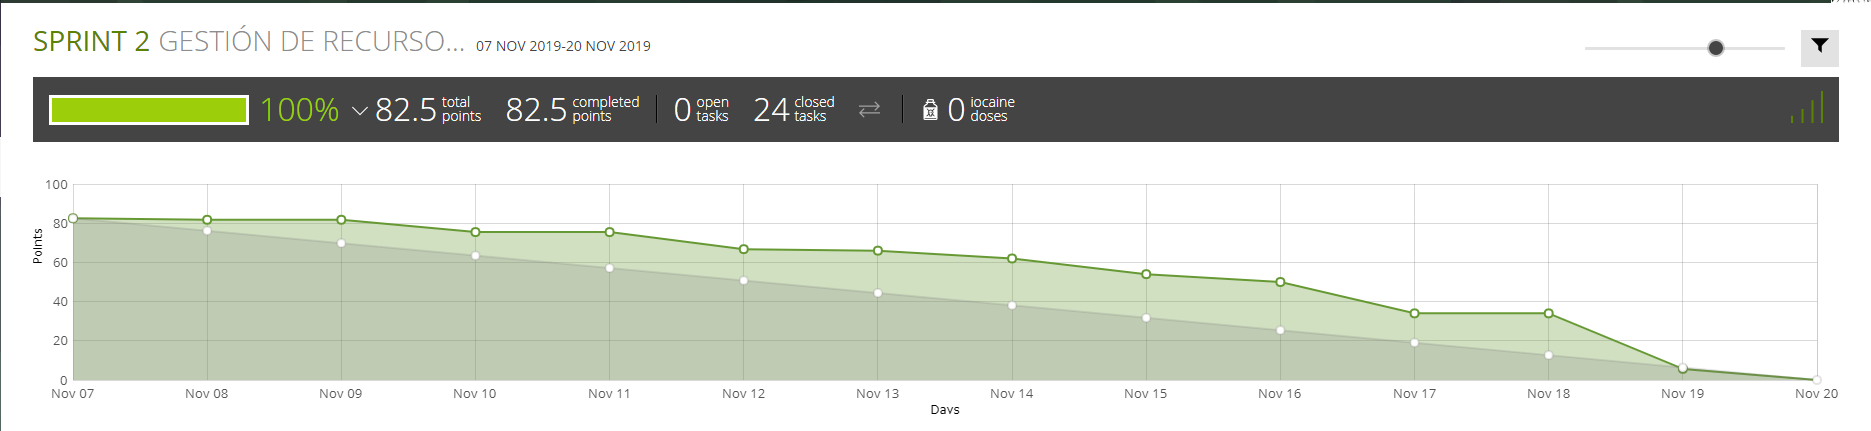 SPRINT 2 GESTIÓN DE RECURSO... 07 NOV 2019-20 NOV 2019
100% 82.5 total points 82.5 completed points 0 open tasks 24 closed tasks 0 iocaine doses
100
80
60
40
20
0
Points
Nov 07 Nov 08 Nov 09 Nov 10 Nov 11 Nov 12 Nov 13 Nov 14 Nov 15 Nov 16 Nov 17 Nov 18 Nov 19 Nov 20
Days